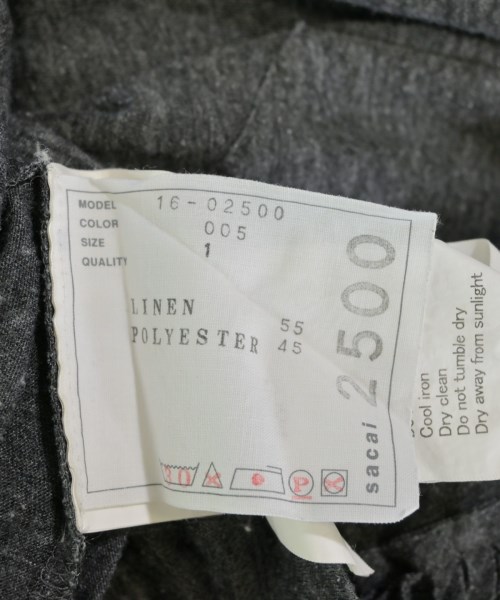 MODEL 16-02500
COLOR 005
SIZE 1
QUALITY
LINEN 55
POLYESTER 45
sacai 2500
30
P
Cool iron
Dry clean
Do not tumble dry
Dry away from sunlight